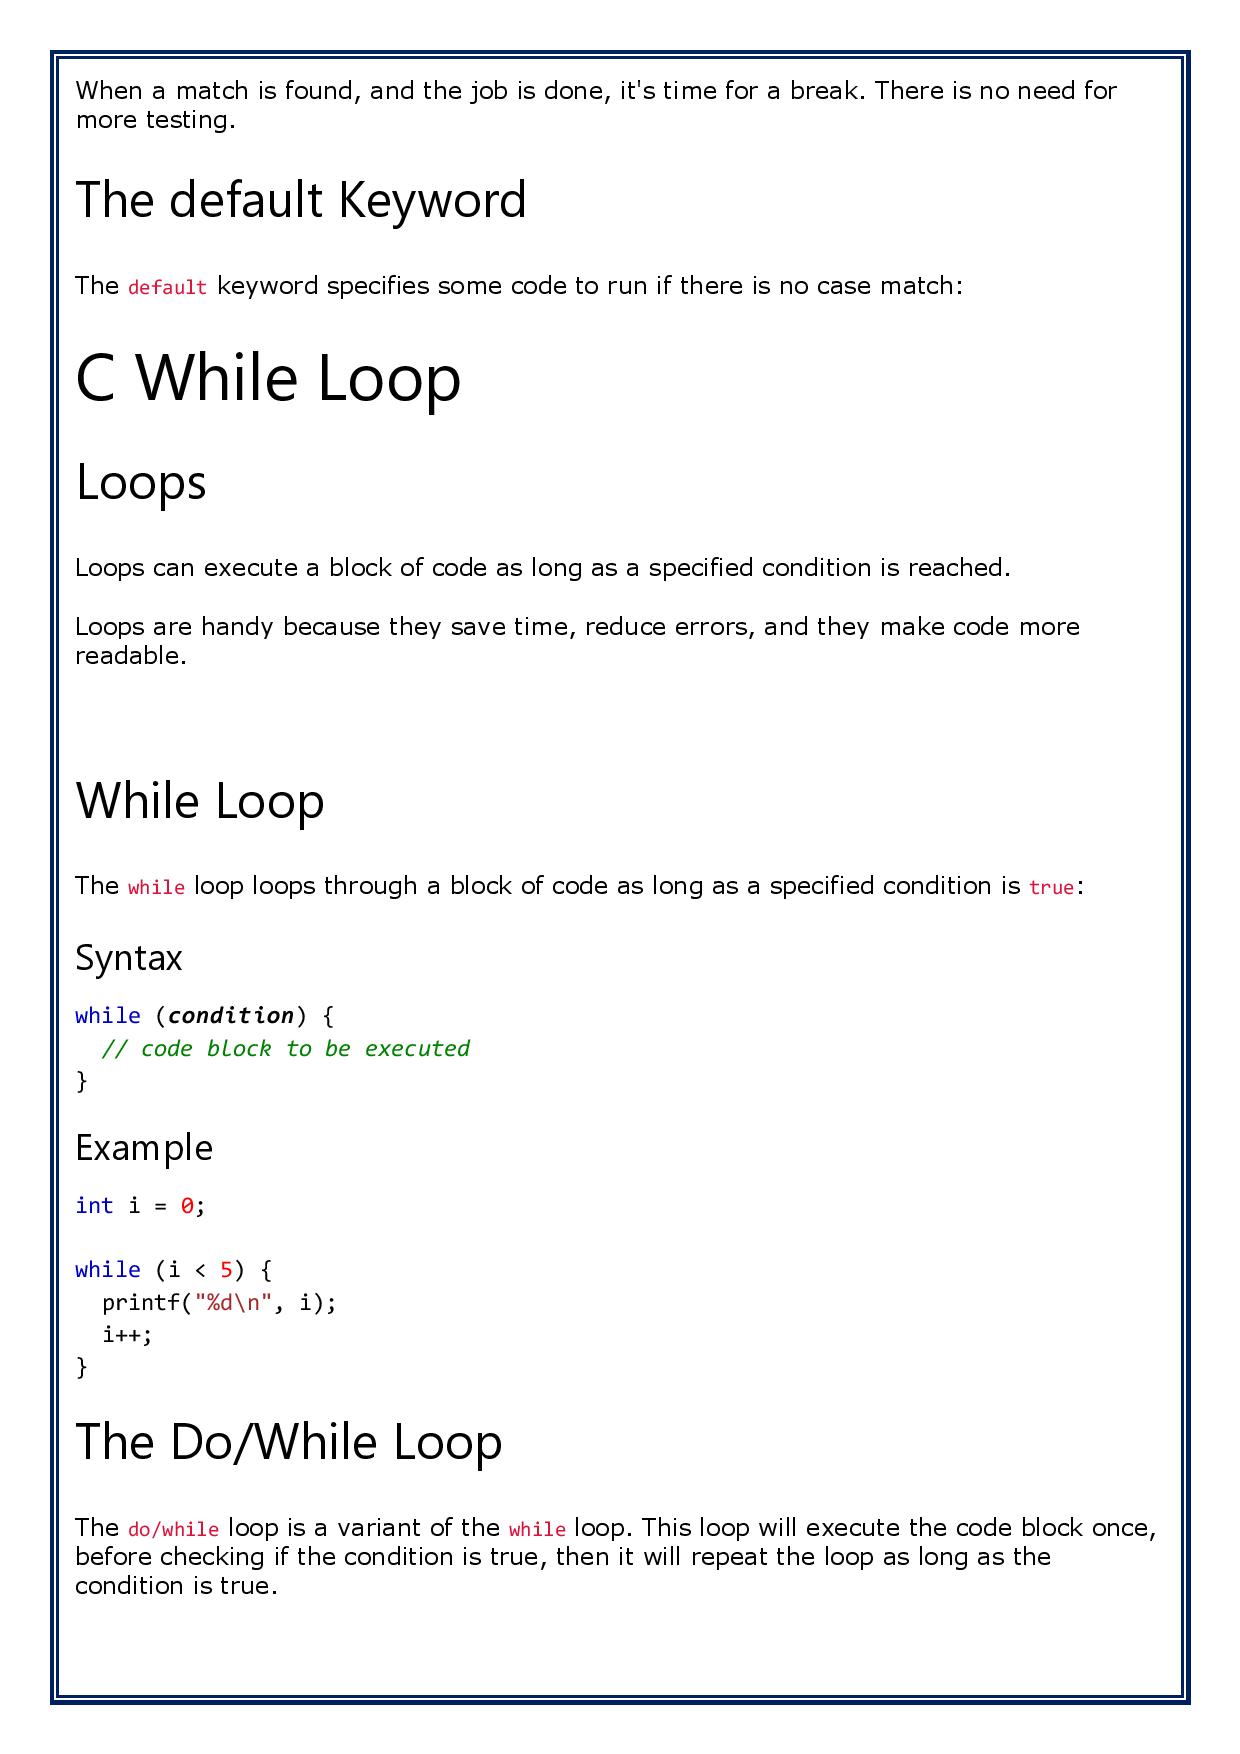 When a match is found, and the job is done, it's time for a break. There is no need for
more testing.
The default Keyword
The default keyword specifies some code to run if there is no case match:
C While Loop
Loops
Loops can execute a block of code as long as a specified condition is reached.
Loops are handy because they save time, reduce errors, and they make code more
readable.
While Loop
The while loop loops through a block of code as long as a specified condition is true:
Syntax
while (condition) {
  // code block to be executed
}
Example
int i = 0;
while (i < 5) {
  printf("%d\n", i);
  i++;
}
The Do/While Loop
The do/while loop is a variant of the while loop. This loop will execute the code block once,
before checking if the condition is true, then it will repeat the loop as long as the
condition is true.